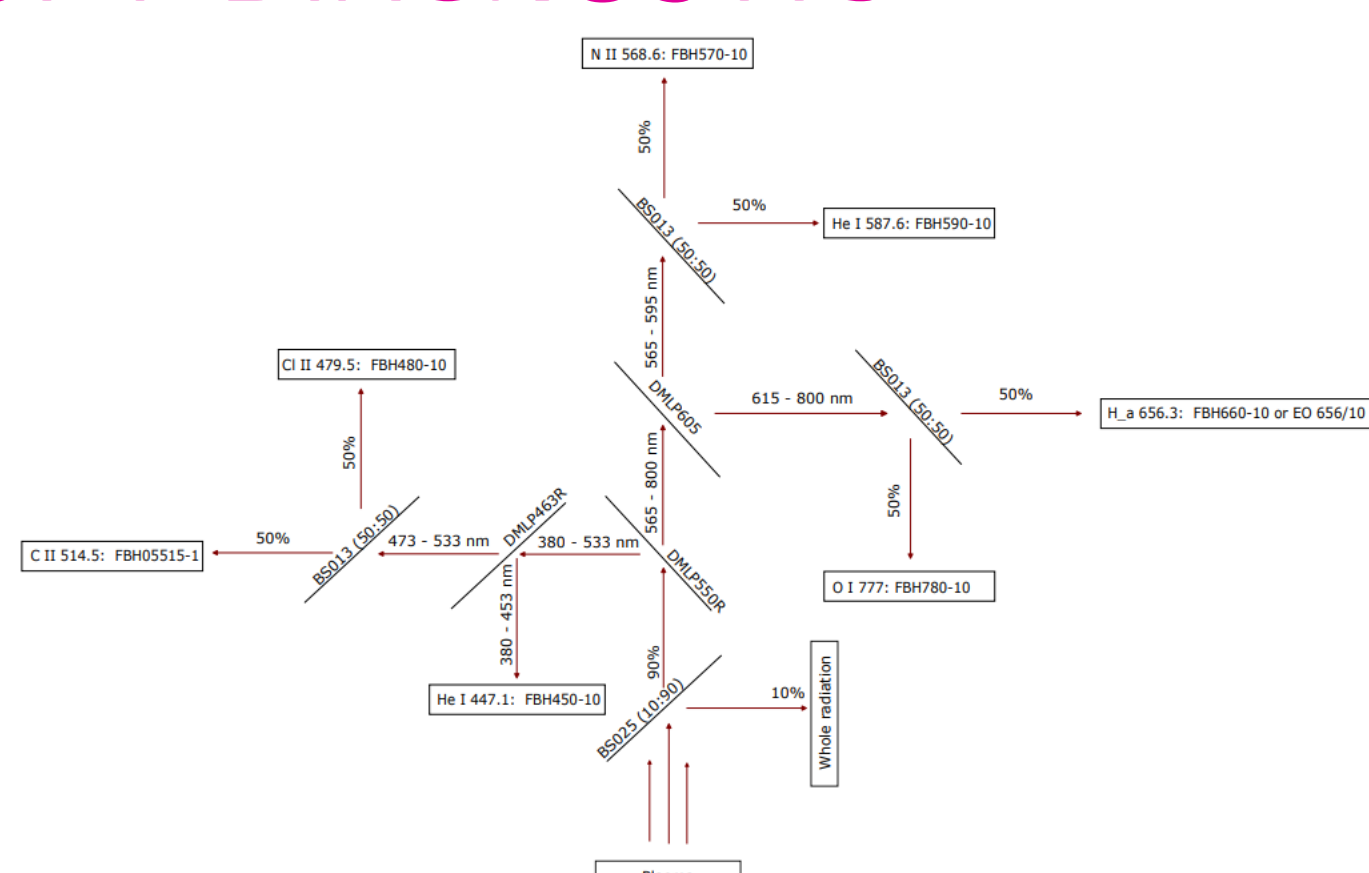 N II 568.6: FBH570-10
50%
BS013 (50:50)
50%
He I 587.6: FBH590-10
565 - 595 nm
Cl II 479.5: FBH480-10
DMLP605
615 - 800 nm
BS013 (50:50)
50%
H_a 656.3: FBH660-10 or EO 656/10
50%
565 - 800 nm
50%
C II 514.5: FBH05515-1
50%
BS013 (50:50)
473 - 533 nm
DMLP463R
380 - 533 nm
DMLP550R
O I 777: FBH780-10
380 - 453 nm
He I 447.1: FBH450-10
90%
BS025 (10:90)
10%
Whole radiation